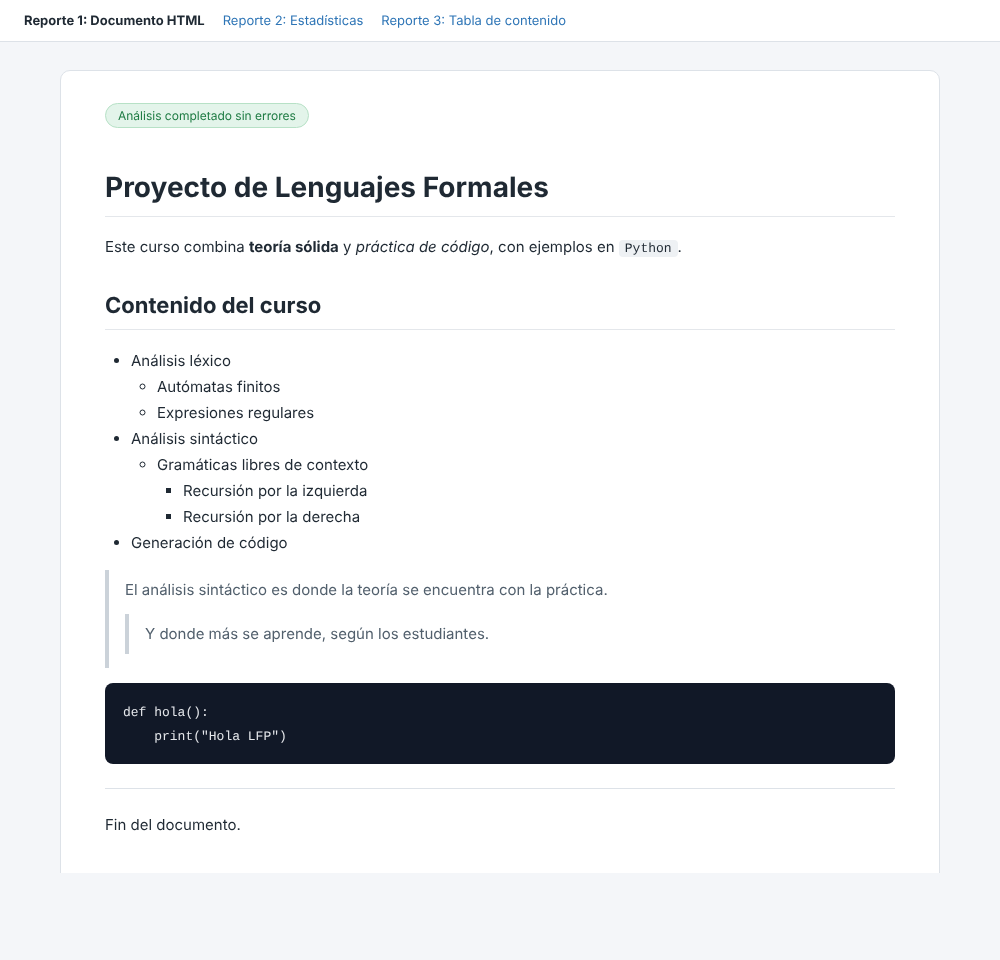 Reporte 1: Documento HTML Reporte 2: Estadísticas Reporte 3: Tabla de contenido
Análisis completado sin errores
Proyecto de Lenguajes Formales
Este curso combina teoría sólida y práctica de código, con ejemplos en Python.
Contenido del curso
Análisis léxico
Autómatas finitos
Expresiones regulares
Análisis sintáctico
Gramáticas libres de contexto
Recursión por la izquierda
Recursión por la derecha
Generación de código
El análisis sintáctico es donde la teoría se encuentra con la práctica.
Y donde más se aprende, según los estudiantes.
def hola():
    print("Hola LFP")
Fin del documento.